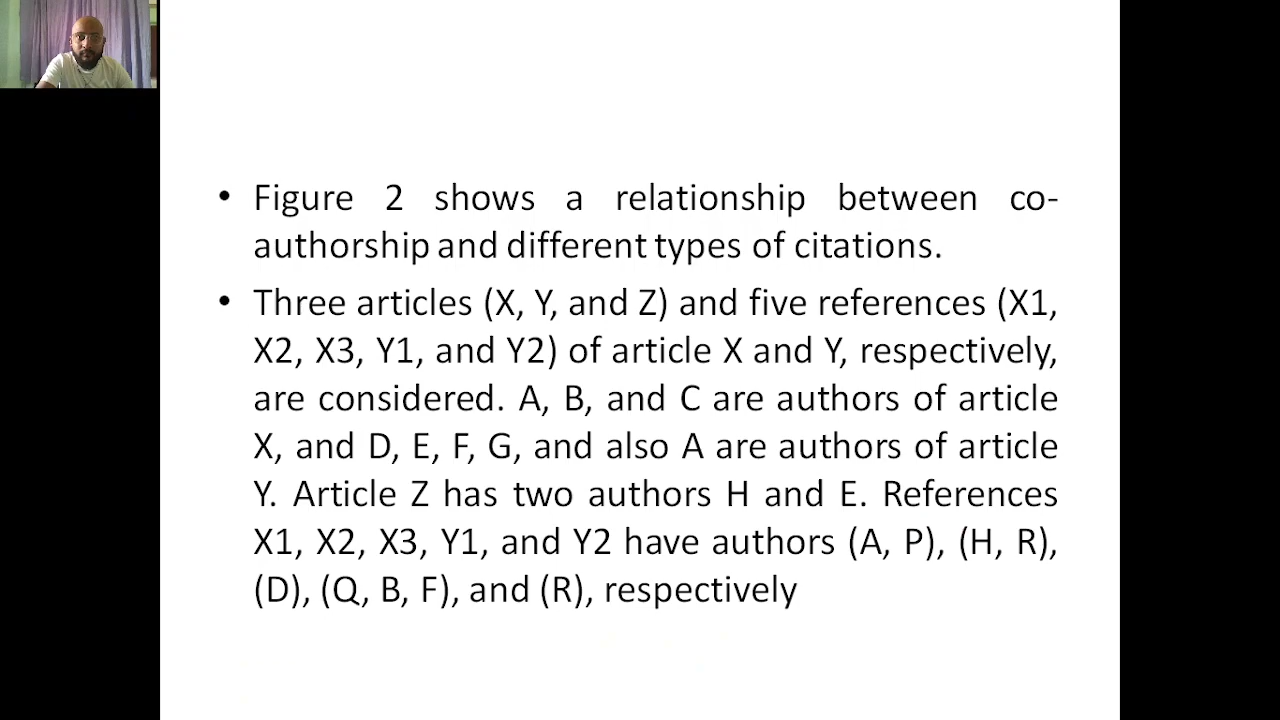 • Figure 2 shows a relationship between co-
authorship and different types of citations.
• Three articles (X, Y, and Z) and five references (X1,
X2, X3, Y1, and Y2) of article X and Y, respectively,
are considered. A, B, and C are authors of article
X, and D, E, F, G, and also A are authors of article
Y. Article Z has two authors H and E. References
X1, X2, X3, Y1, and Y2 have authors (A, P), (H, R),
(D), (Q, B, F), and (R), respectively